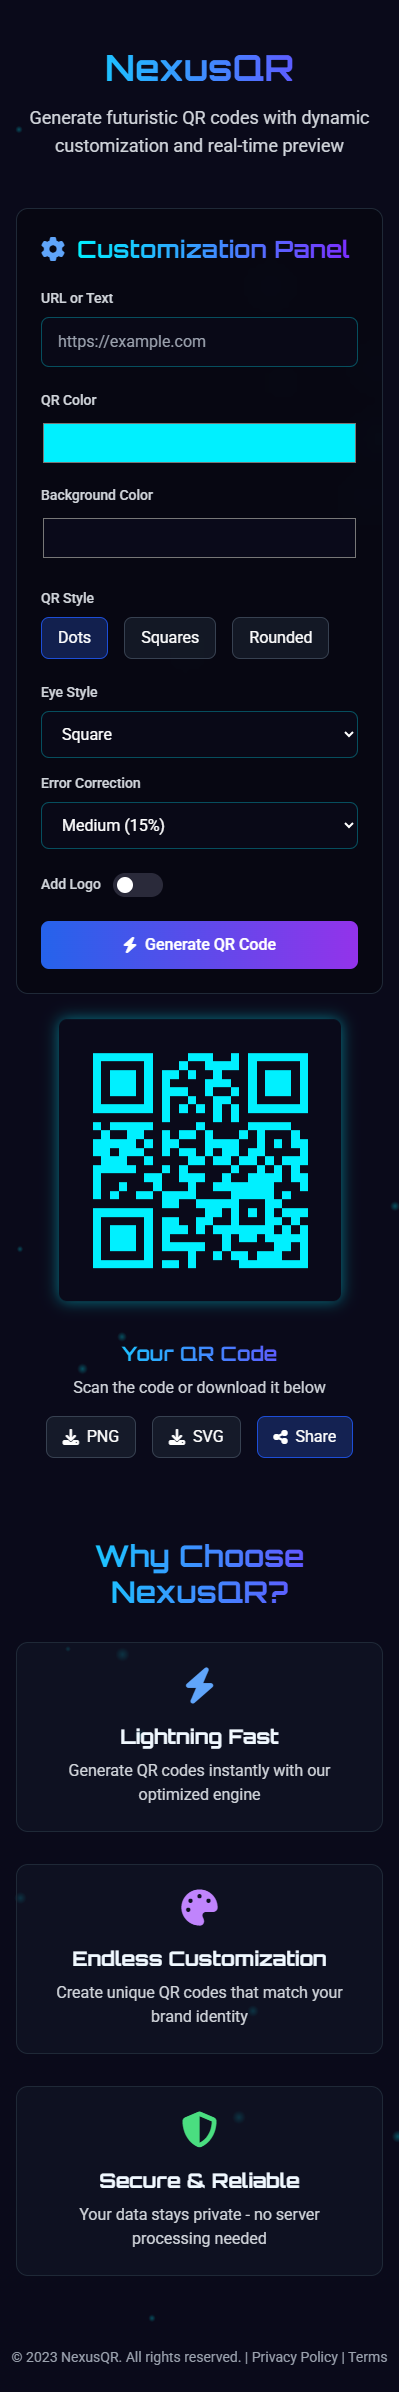 NexusQR
Generate futuristic QR codes with dynamic
customization and real-time preview
Customization Panel
URL or Text
https://example.com
QR Color
Background Color
QR Style
Dots
Squares
Rounded
Eye Style
Square
Error Correction
Medium (15%)
Add Logo
Generate QR Code
Your QR Code
Scan the code or download it below
PNG
SVG
Share
Why Choose
NexusQR?
Lightning Fast
Generate QR codes instantly with our
optimized engine
Endless Customization
Create unique QR codes that match your
brand identity
Secure & Reliable
Your data stays private - no server
processing needed
© 2023 NexusQR. All rights reserved. | Privacy Policy | Terms